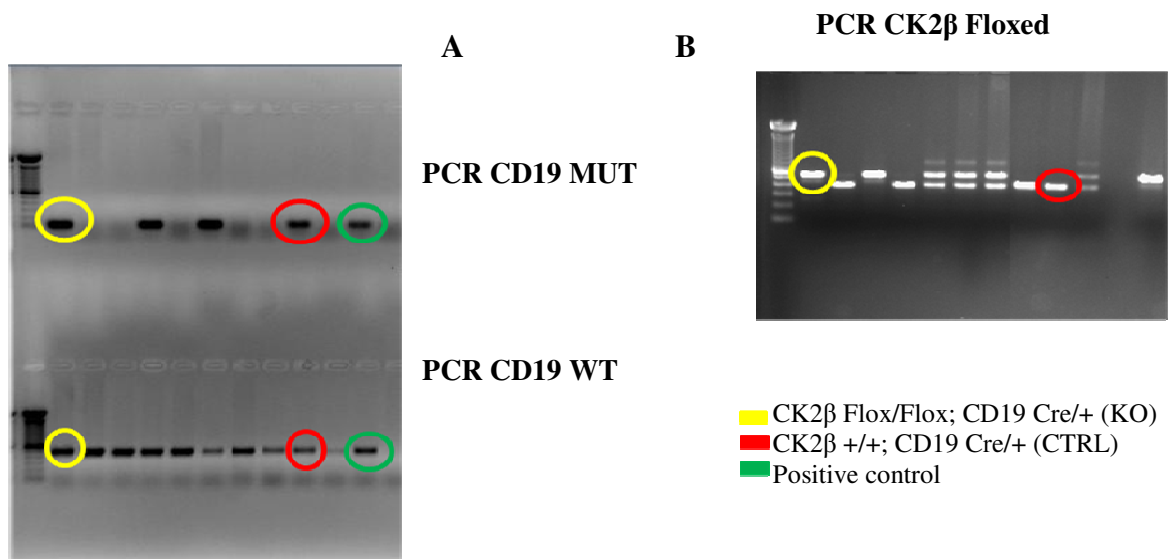 A
B
PCR CK2β Floxed
PCR CD19 MUT
PCR CD19 WT
CK2β Flox/Flox; CD19 Cre/+ (KO)
CK2β +/+; CD19 Cre/+ (CTRL)
Positive control